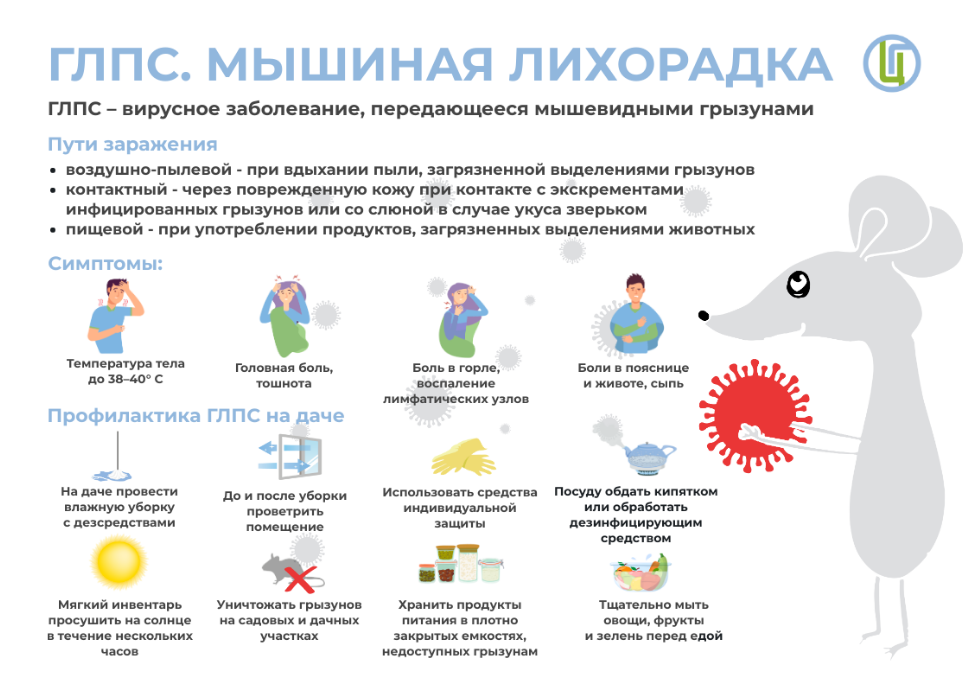 ГЛПС. МЫШИНАЯ ЛИХОРАДКА
ГЛПС – вирусное заболевание, передающееся мышевидными грызунами
Пути заражения
• воздушно-пылевой - при вдыхании пыли, загрязненной выделениями грызунов
• контактный - через поврежденную кожу при контакте с экскрементами
инфицированных грызунов или со слюной в случае укуса зверьком
• пищевой - при употреблении продуктов, загрязненных выделениями животных
Симптомы:
Температура тела
до 38–40° С
Головная боль,
тошнота
Боль в горле,
воспаление
лимфатических узлов
Боли в пояснице
и животе, сыпь
Профилактика ГЛПС на даче
На даче провести
влажную уборку
с дезсредствами
До и после уборки
проветрить
помещение
Использовать средства
индивидуальной
защиты
Посуду обдать кипятком
или обработать
дезинфицирующим
средством
Мягкий инвентарь
просушить на солнце
в течение нескольких
часов
Уничтожать грызунов
на садовых и дачных
участках
Хранить продукты
питания в плотно
закрытых емкостях,
недоступных грызунам
Тщательно мыть
овощи, фрукты
и зелень перед едой